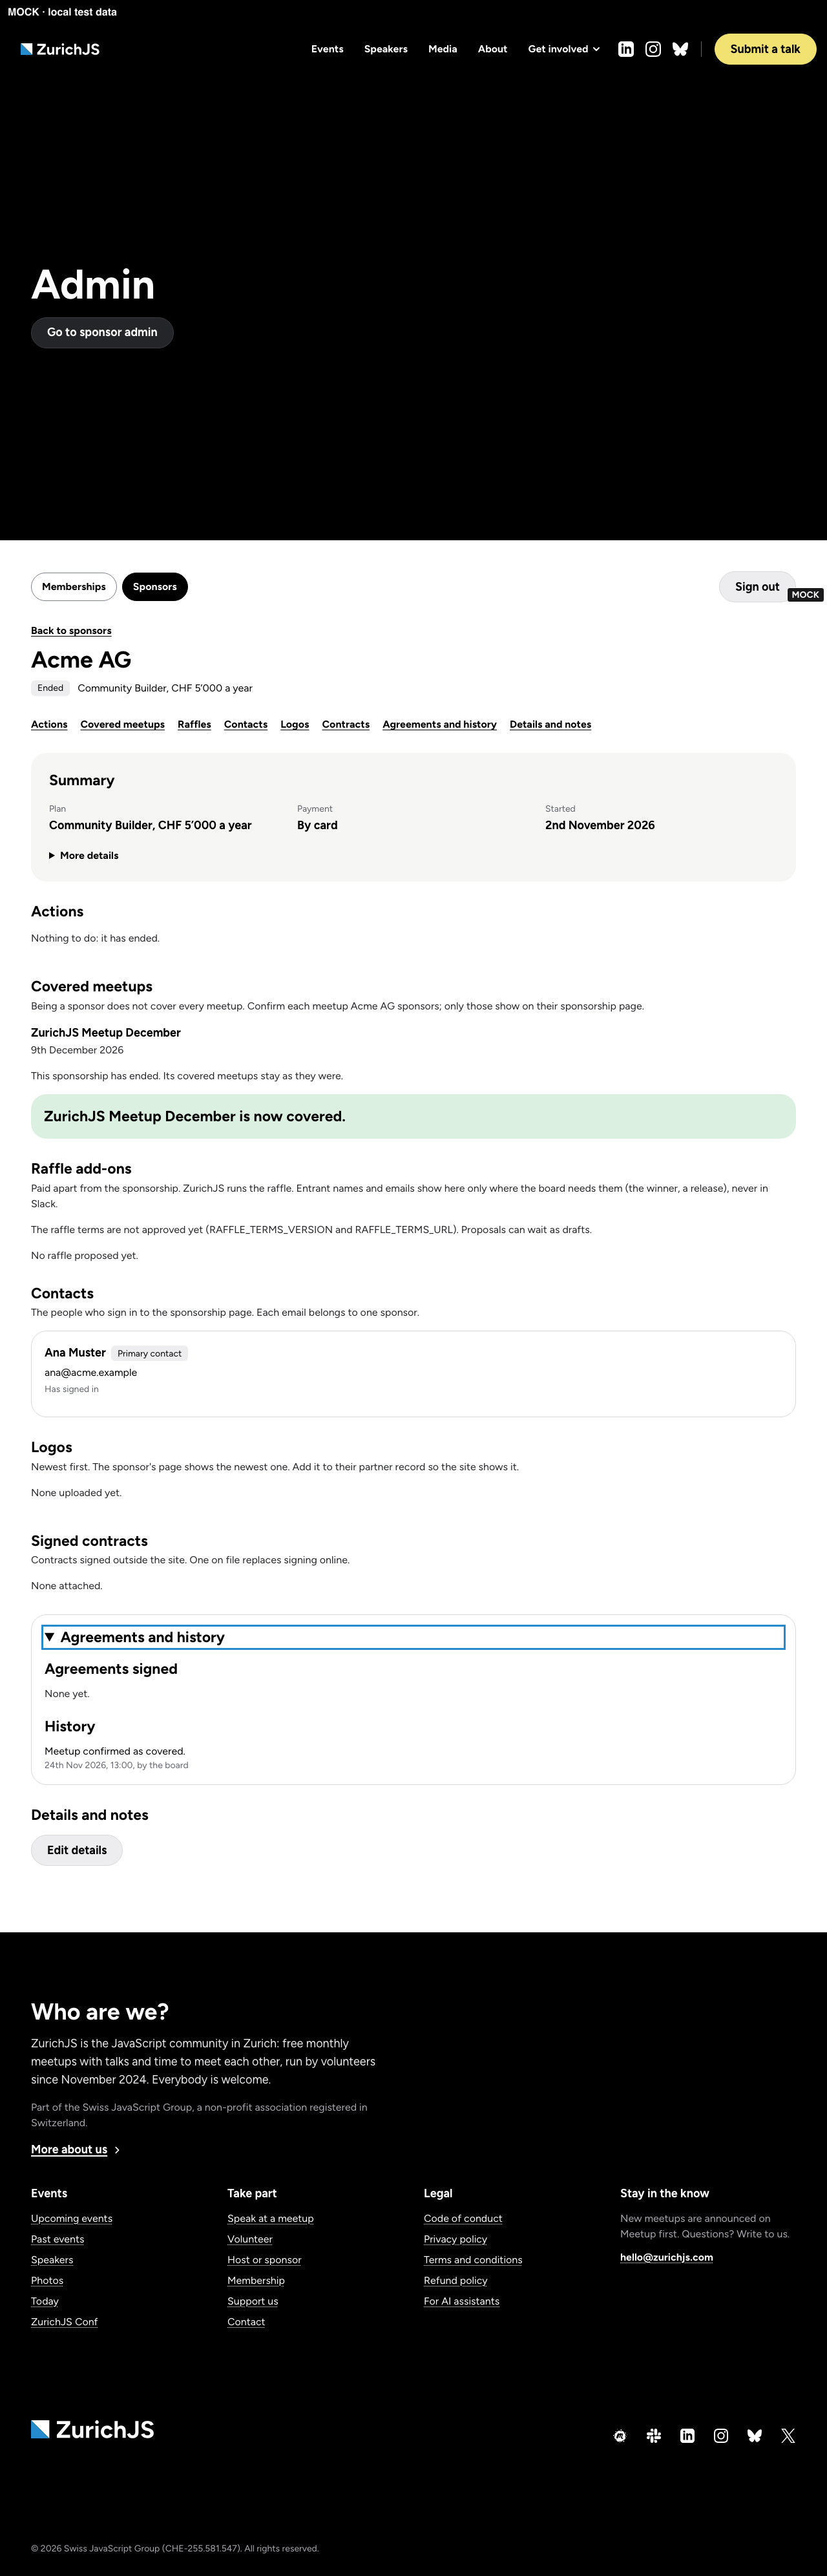 MOCK · local test data
ZurichJS
Events
Speakers
Media
About
Get involved
Submit a talk
Admin
Go to sponsor admin
Memberships
Sponsors
Sign out
MOCK
Back to sponsors
Acme AG
Ended
Community Builder, CHF 5’000 a year
Actions
Covered meetups
Raffles
Contacts
Logos
Contracts
Agreements and history
Details and notes
Summary
Plan
Community Builder, CHF 5’000 a year
Payment
By card
Started
2nd November 2026
More details
Actions
Nothing to do: it has ended.
Covered meetups
Being a sponsor does not cover every meetup. Confirm each meetup Acme AG sponsors; only those show on their sponsorship page.
ZurichJS Meetup December
9th December 2026
This sponsorship has ended. Its covered meetups stay as they were.
ZurichJS Meetup December is now covered.
Raffle add-ons
Paid apart from the sponsorship. ZurichJS runs the raffle. Entrant names and emails show here only where the board needs them (the winner, a release), never in
Slack.
The raffle terms are not approved yet (RAFFLE_TERMS_VERSION and RAFFLE_TERMS_URL). Proposals can wait as drafts.
No raffle proposed yet.
Contacts
The people who sign in to the sponsorship page. Each email belongs to one sponsor.
Ana Muster
Primary contact
ana@acme.example
Has signed in
Logos
Newest first. The sponsor's page shows the newest one. Add it to their partner record so the site shows it.
None uploaded yet.
Signed contracts
Contracts signed outside the site. One on file replaces signing online.
None attached.
Agreements and history
Agreements signed
None yet.
History
Meetup confirmed as covered.
24th Nov 2026, 13:00, by the board
Details and notes
Edit details
Who are we?
ZurichJS is the JavaScript community in Zurich: free monthly
meetups with talks and time to meet each other, run by volunteers
since November 2024. Everybody is welcome.
Part of the Swiss JavaScript Group, a non-profit association registered in
Switzerland.
More about us
Events
Upcoming events
Past events
Speakers
Photos
Today
ZurichJS Conf
Take part
Speak at a meetup
Volunteer
Host or sponsor
Membership
Support us
Contact
Legal
Code of conduct
Privacy policy
Terms and conditions
Refund policy
For AI assistants
Stay in the know
New meetups are announced on
Meetup first. Questions? Write to us.
hello@zurichjs.com
ZurichJS
© 2026 Swiss JavaScript Group (CHE-255.581.547). All rights reserved.